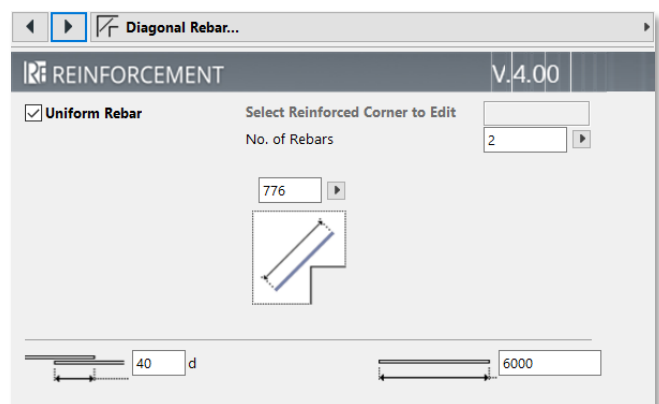 Diagonal Rebar...
REINFORCEMENT V.4.00
Uniform Rebar Select Reinforced Corner to Edit
No. of Rebars 2
776
40 d 6000